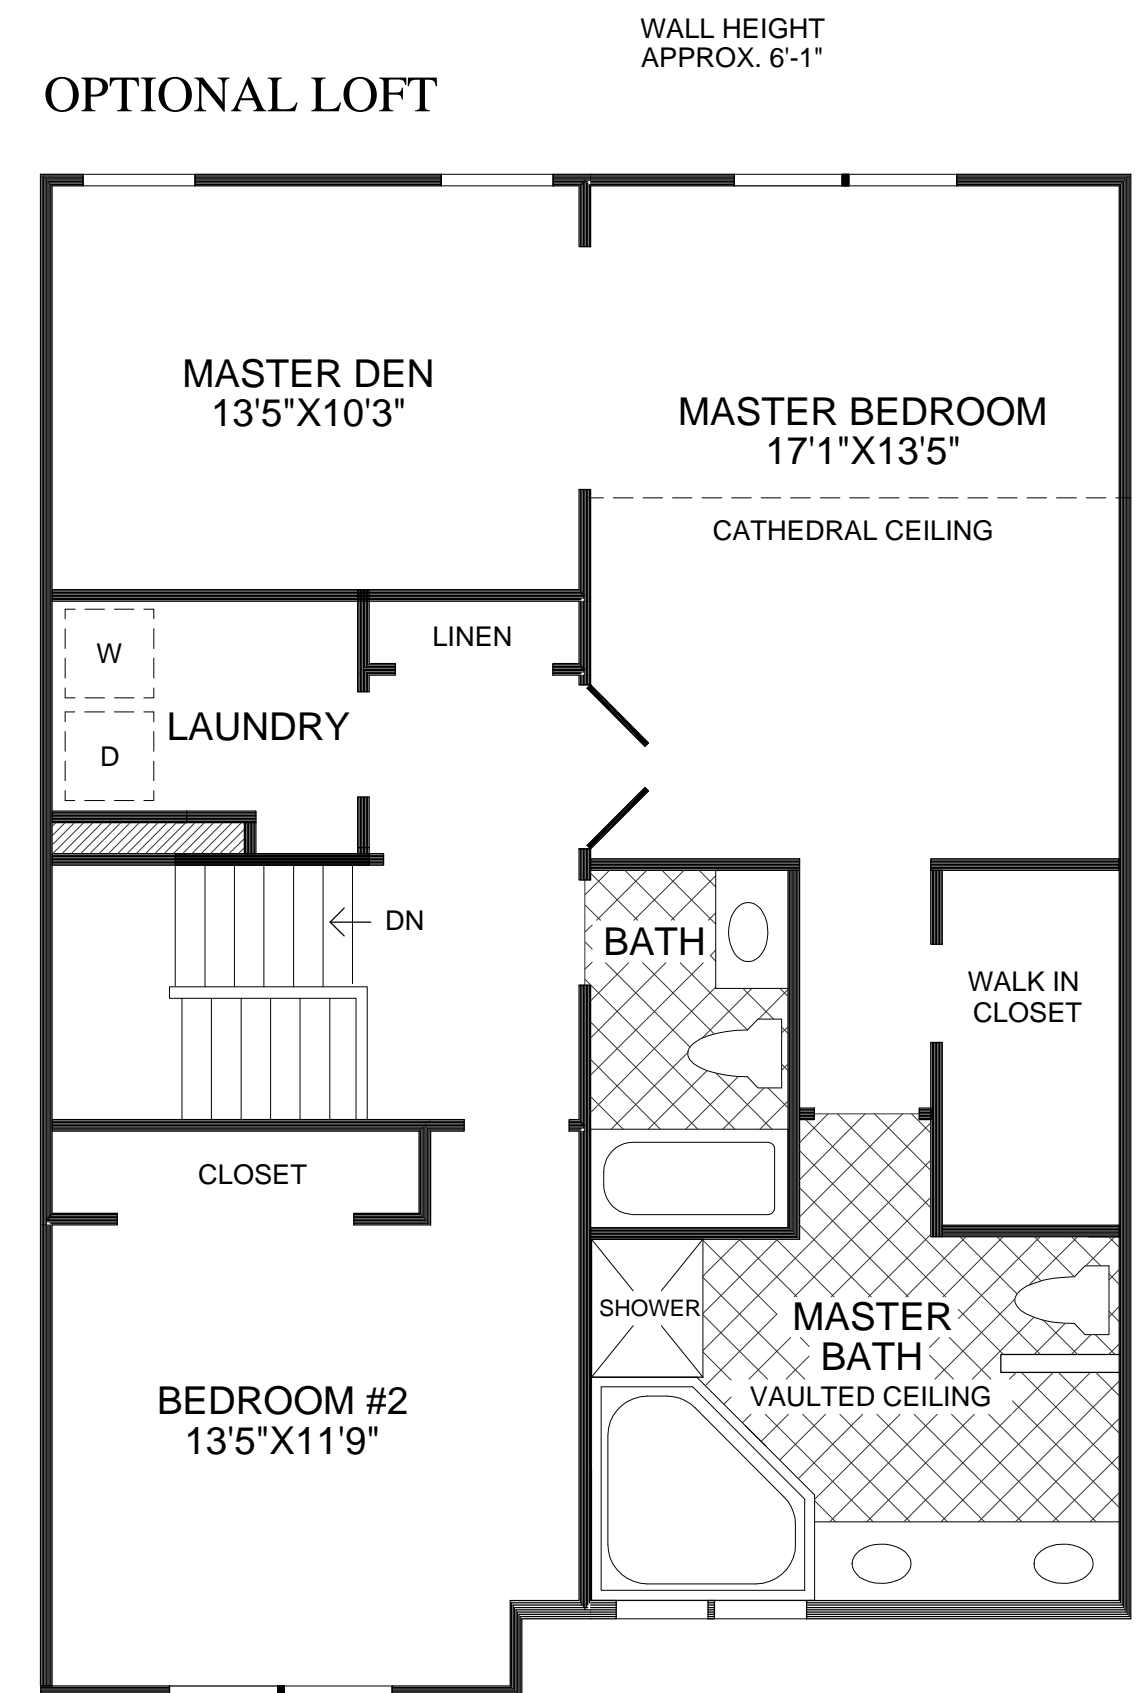 WALL HEIGHT
APPROX. 6'-1"
OPTIONAL LOFT
MASTER DEN
13'5"X10'3"
MASTER BEDROOM
17'1"X13'5"
CATHEDRAL CEILING
LINEN
W
LAUNDRY
D
DN
BATH
WALK IN
CLOSET
CLOSET
SHOWER
MASTER
BATH
VAULTED CEILING
BEDROOM #2
13'5"X11'9"